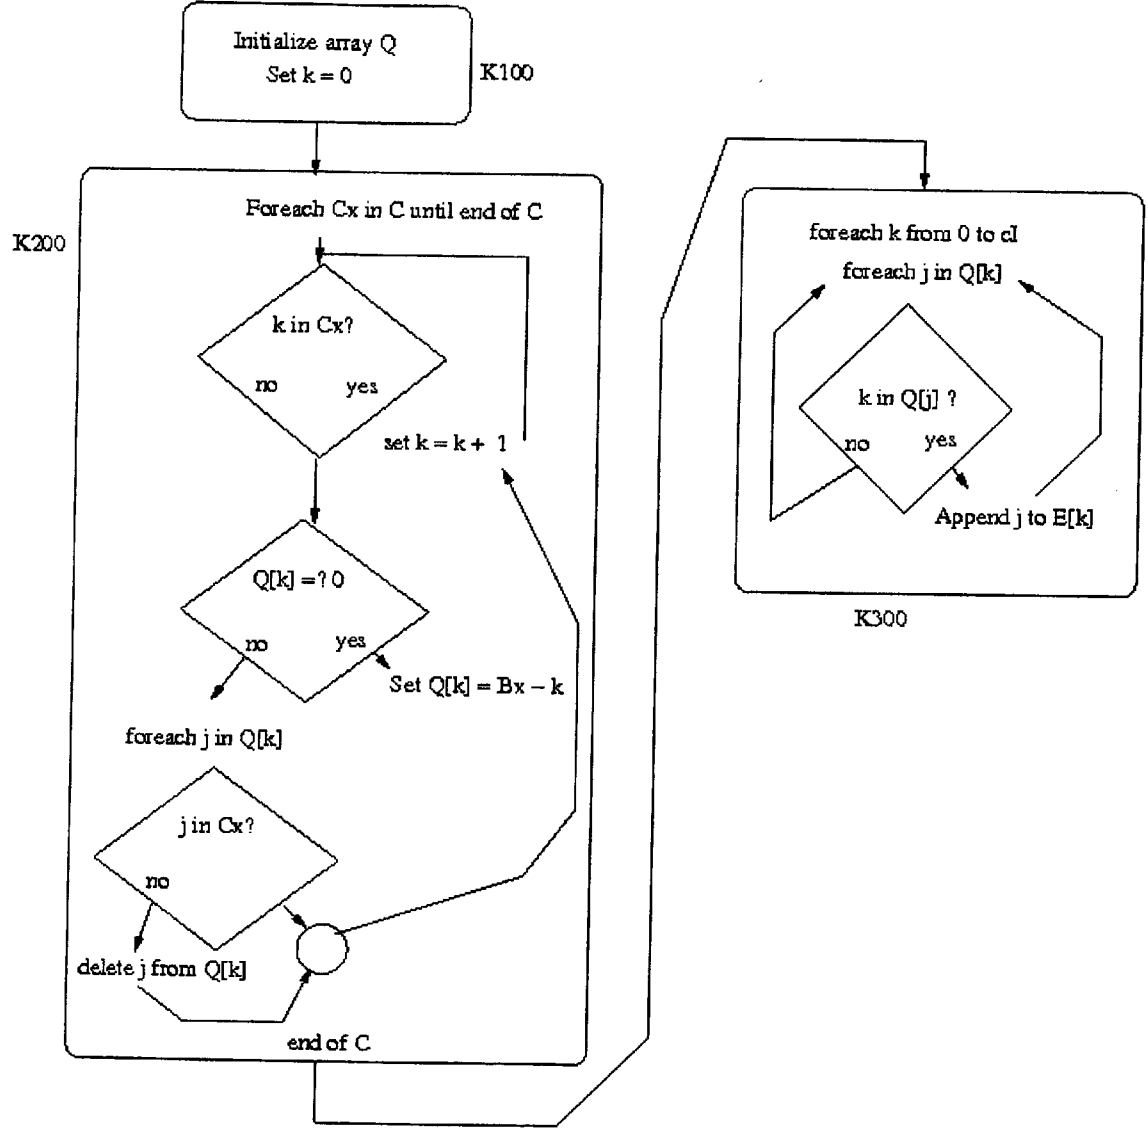 Initialize array Q
Set k = 0
K100
Foreach Cx in C until end of C
K200
k in Cx?
no
yes
set k = k + 1
Q[k] =? 0
no
yes
Set Q[k] = Bx – k
foreach j in Q[k]
j in Cx?
no
delete j from Q[k]
end of C
foreach k from 0 to cI
foreach j in Q[k]
k in Q[j] ?
no
yes
Append j to E[k]
K300